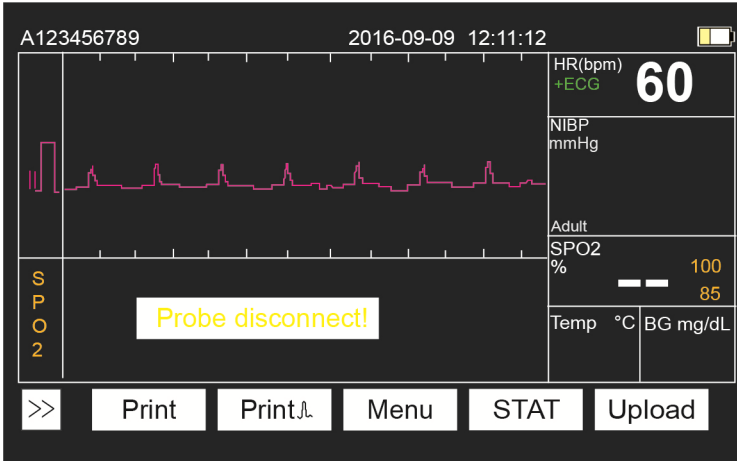 A123456789 2016-09-09 12:11:12
HR(bpm)
+ECG
60
NIBP
mmHg
Adult
SPO2
%
-- 100
85
Temp °C BG mg/dL
S
P
O
2
Probe disconnect!
>> Print Print Menu STAT Upload